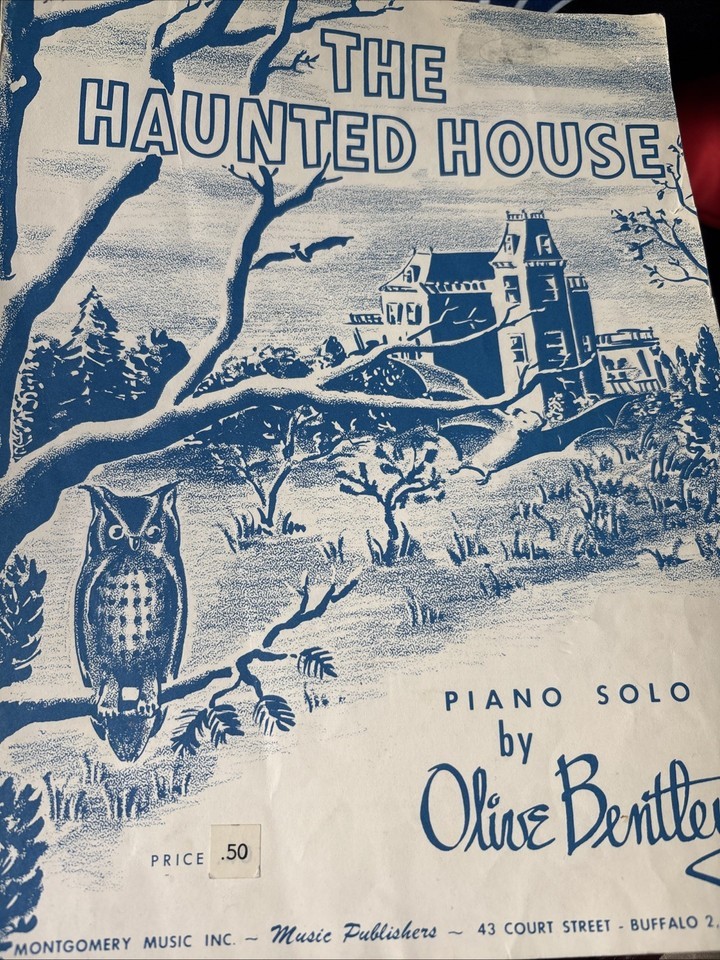 THE
HAUNTED HOUSE
PIANO SOLO
by
Olive Bentley
PRICE .50
MONTGOMERY MUSIC INC. ~ Music Publishers ~ 43 COURT STREET - BUFFALO 2,